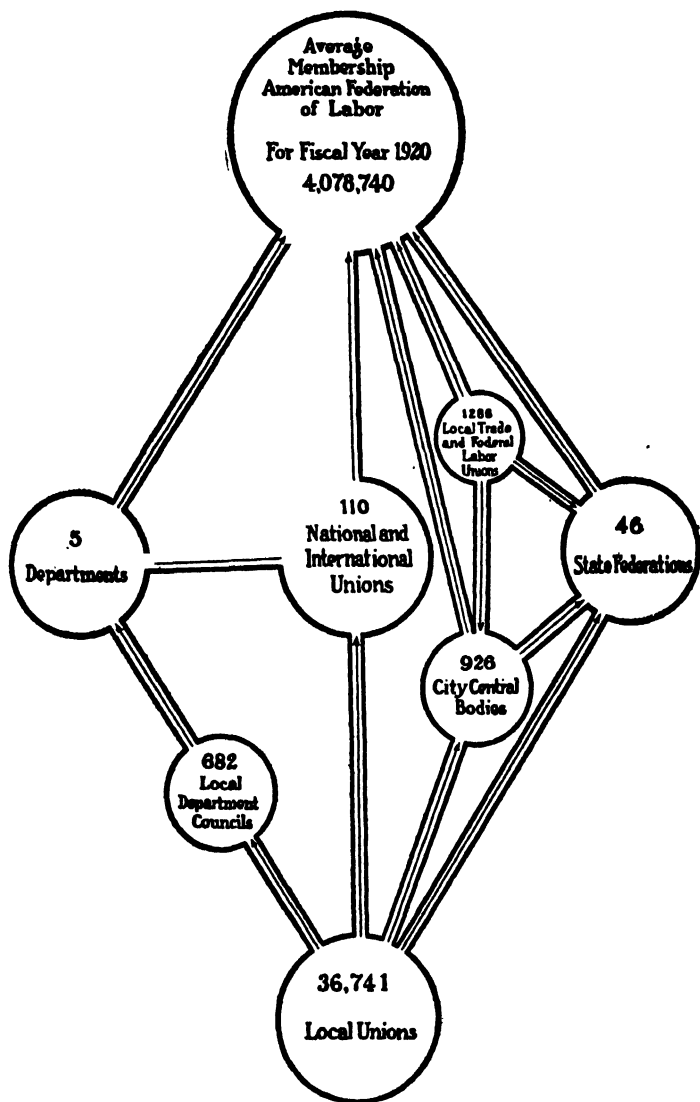 Average
Membership
American Federation
of Labor
For Fiscal Year 1920
4,078,740
1286
Local Trade
and Federal
Labor
Unions
5
Departments
110
National and
International
Unions
46
State Federations
926
City Central
Bodies
682
Local
Department
Councils
36,741
Local Unions